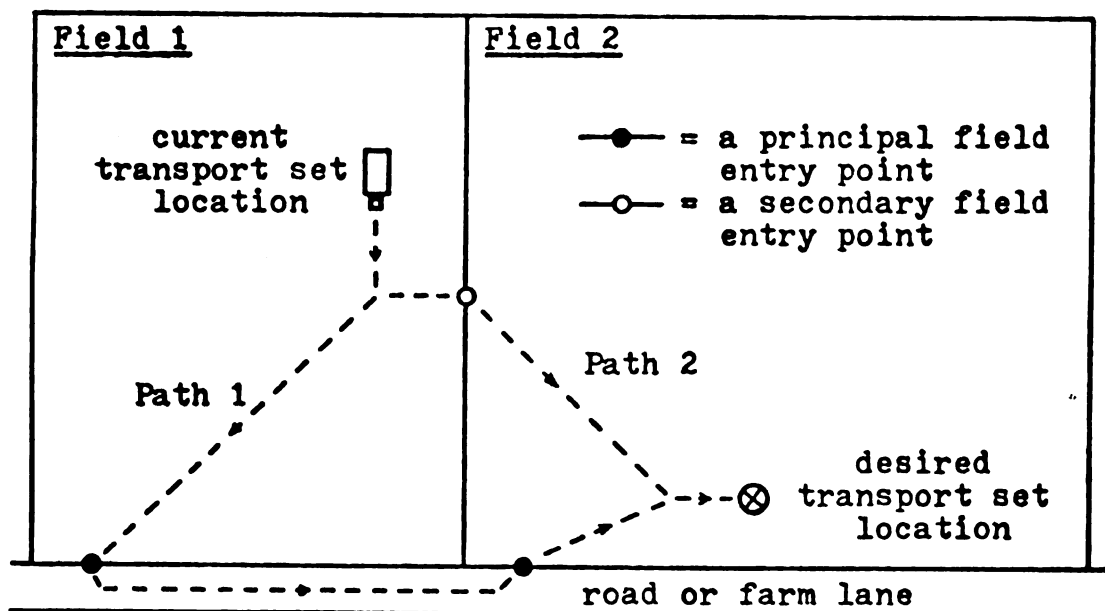 Field 1
Field 2
current
transport set
location
= a principal field
entry point
= a secondary field
entry point
Path 1
Path 2
desired
transport set
location
road or farm lane